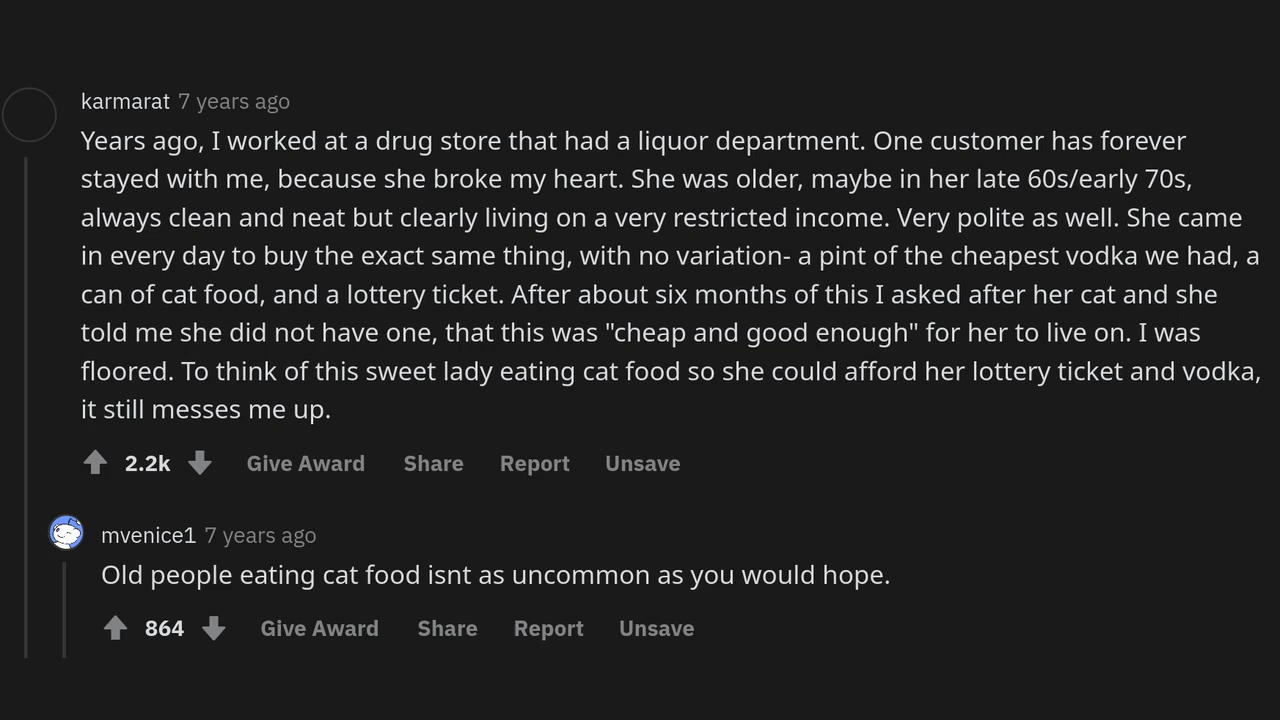 karmarat 7 years ago
Years ago, I worked at a drug store that had a liquor department. One customer has forever
stayed with me, because she broke my heart. She was older, maybe in her late 60s/early 70s,
always clean and neat but clearly living on a very restricted income. Very polite as well. She came
in every day to buy the exact same thing, with no variation- a pint of the cheapest vodka we had, a
can of cat food, and a lottery ticket. After about six months of this I asked after her cat and she
told me she did not have one, that this was "cheap and good enough" for her to live on. I was
floored. To think of this sweet lady eating cat food so she could afford her lottery ticket and vodka,
it still messes me up.
2.2k Give Award Share Report Unsave
mvenice1 7 years ago
Old people eating cat food isnt as uncommon as you would hope.
864 Give Award Share Report Unsave